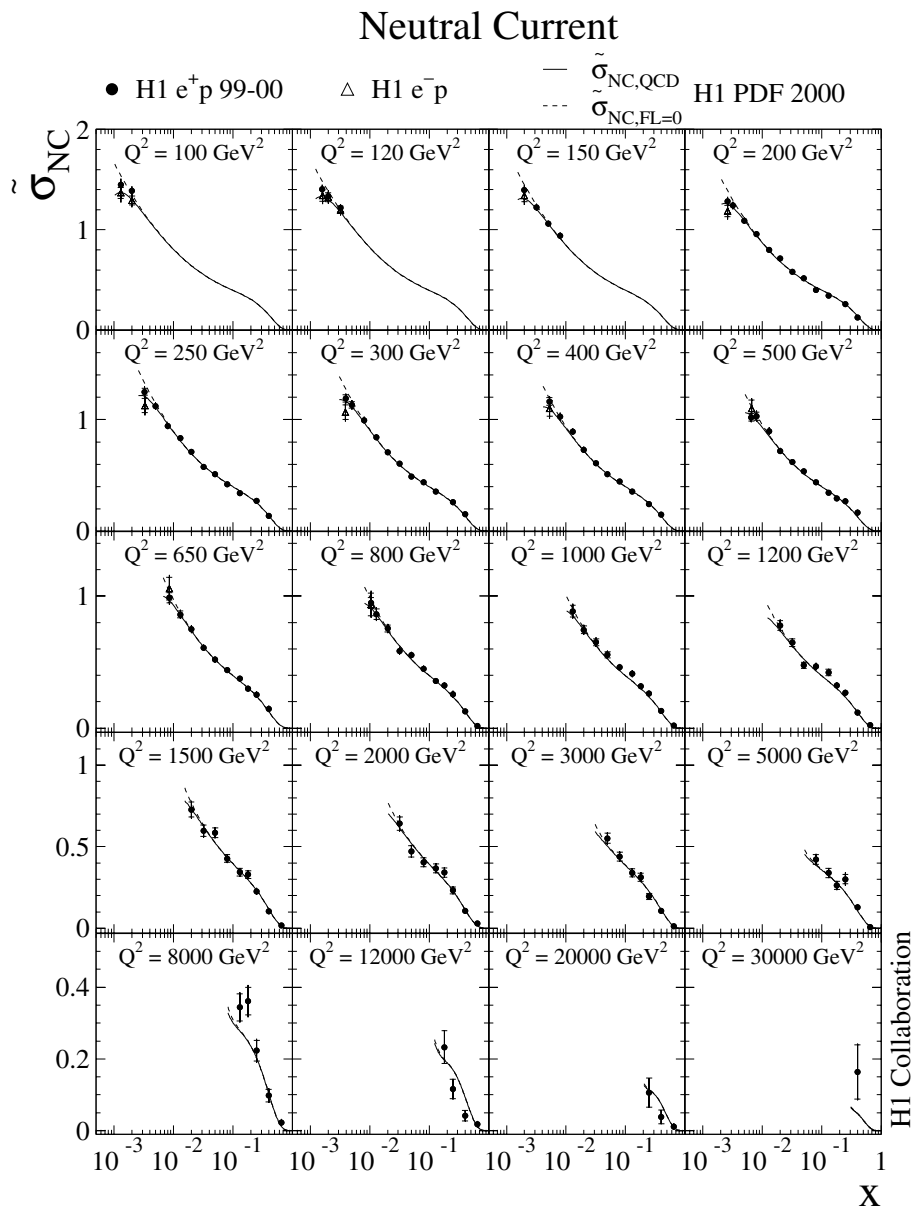 Neutral Current
H1 e⁺p 99-00
H1 e⁻p
σ̃NC,QCD
σ̃NC,FL=0
H1 PDF 2000
σ̃NC
Q² = 100 GeV²
Q² = 120 GeV²
Q² = 150 GeV²
Q² = 200 GeV²
2
1
0
Q² = 250 GeV²
Q² = 300 GeV²
Q² = 400 GeV²
Q² = 500 GeV²
1
0
Q² = 650 GeV²
Q² = 800 GeV²
Q² = 1000 GeV²
Q² = 1200 GeV²
1
0
Q² = 1500 GeV²
Q² = 2000 GeV²
Q² = 3000 GeV²
Q² = 5000 GeV²
1
0.5
0
Q² = 8000 GeV²
Q² = 12000 GeV²
Q² = 20000 GeV²
Q² = 30000 GeV²
0.4
0.2
0
10⁻³ 10⁻² 10⁻¹ 10⁻³ 10⁻² 10⁻¹ 10⁻³ 10⁻² 10⁻¹ 10⁻³ 10⁻² 10⁻¹ 1
x
H1 Collaboration